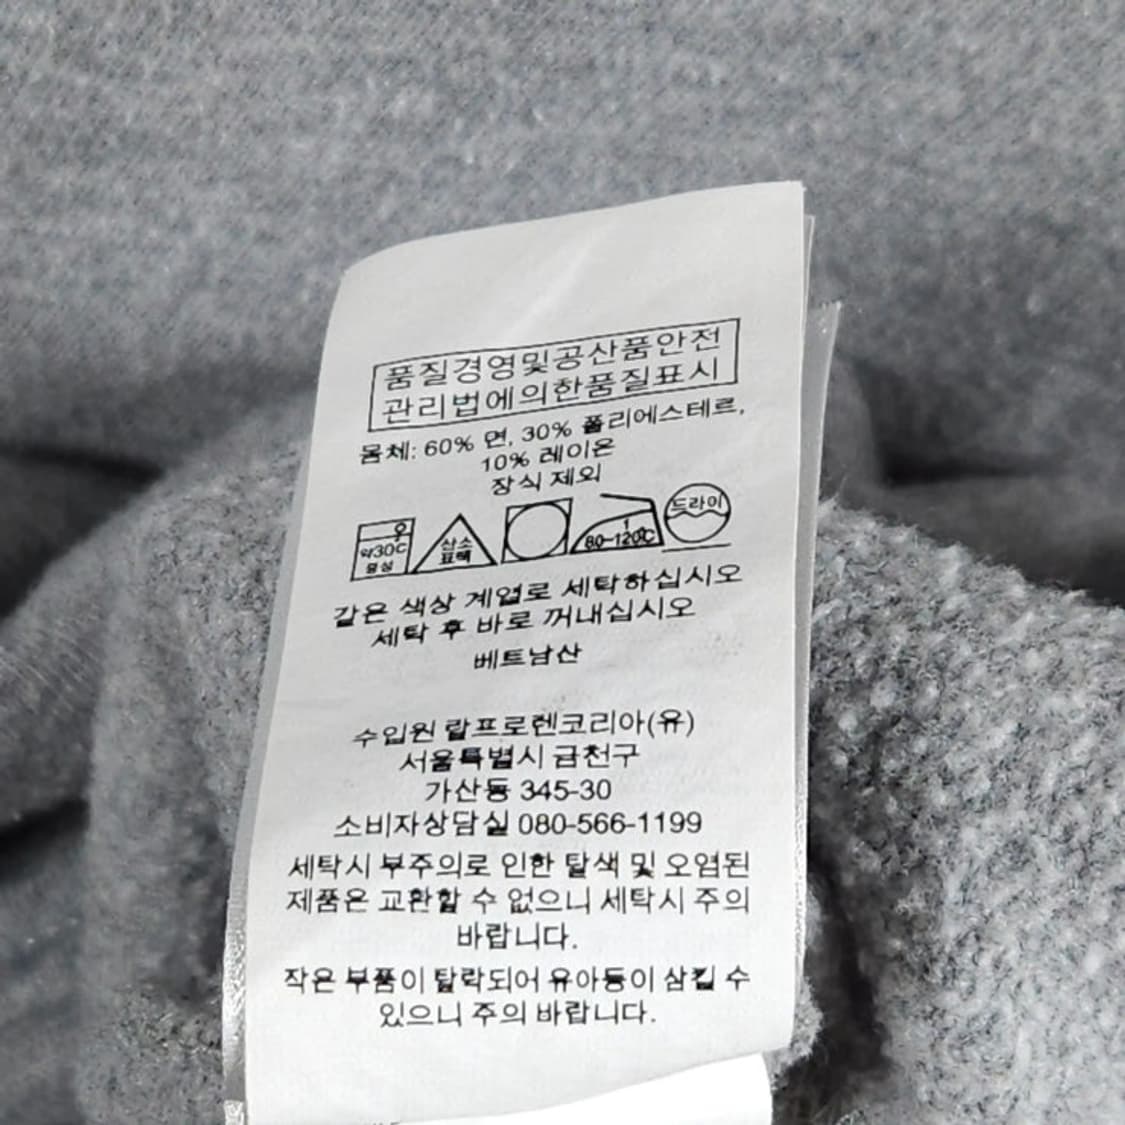 품질경영및공산품안전
관리법에의한품질표시
몸체: 60% 면, 30% 폴리에스테르,
10% 레이온
장식 제외
약30℃
중성
산소
표백
80~120℃
드라이
같은 색상 계열로 세탁하십시오
세탁 후 바로 꺼내십시오
베트남산
수입원 랄프로렌코리아(유)
서울특별시 금천구
가산동 345-30
소비자상담실 080-566-1199
세탁시 부주의로 인한 탈색 및 오염된
제품은 교환할 수 없으니 세탁시 주의
바랍니다.
작은 부품이 탈락되어 유아등이 삼킬 수
있으니 주의 바랍니다.